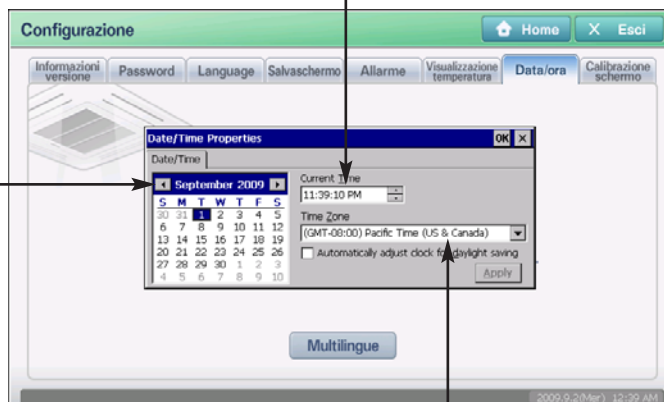 Configurazione
Home
X Esci
Informazioni versione
Password
Language
Salvaschermo
Allarme
Visualizzazione temperatura
Data/ora
Calibrazione schermo
Date/Time Properties
OK ×
Date/Time
September 2009
S M T W T F S
30 31 1 2 3 4 5
6 7 8 9 10 11 12
13 14 15 16 17 18 19
20 21 22 23 24 25 26
27 28 29 30 1 2 3
4 5 6 7 8 9 10
Current Time
11:39:10 PM
Time Zone
(GMT-08:00) Pacific Time (US & Canada)
Automatically adjust clock for daylight saving
Apply
Multilingue
2009.9.2(Mer) 12:39 AM